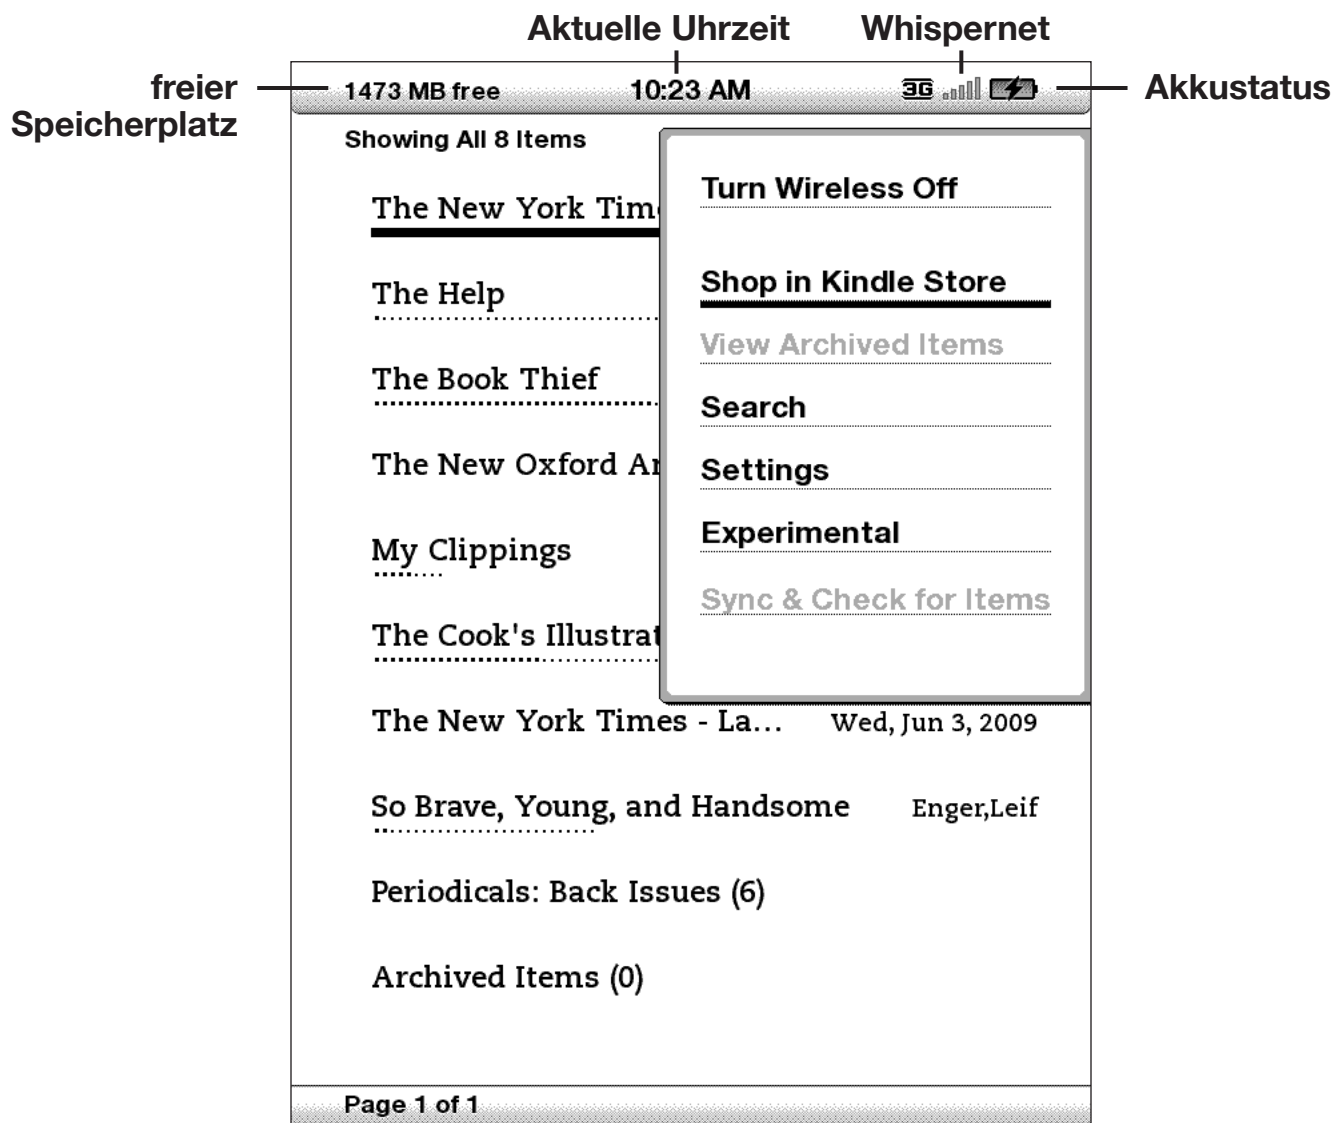 Aktuelle Uhrzeit Whispernet
freier
Speicherplatz
Akkustatus
1473 MB free 10:23 AM 3G
Showing All 8 Items
The New York Tim
The Help
The Book Thief
The New Oxford
My Clippings
The Cook's Illustrat
The New York Times - La... Wed, Jun 3, 2009
So Brave, Young, and Handsome Enger,Leif
Periodicals: Back Issues (6)
Archived Items (0)
Turn Wireless Off
Shop in Kindle Store
View Archived Items
Search
Settings
Experimental
Sync & Check for Items
Page 1 of 1